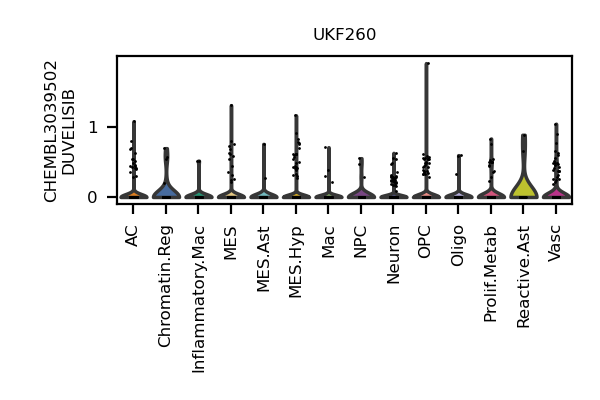 UKF260
CHEMBL3039502
DUVELISIB
1
0
AC
Chromatin.Reg
Inflammatory.Mac
MES
MES.Ast
MES.Hyp
Mac
NPC
Neuron
OPC
Oligo
Prolif.Metab
Reactive.Ast
Vasc